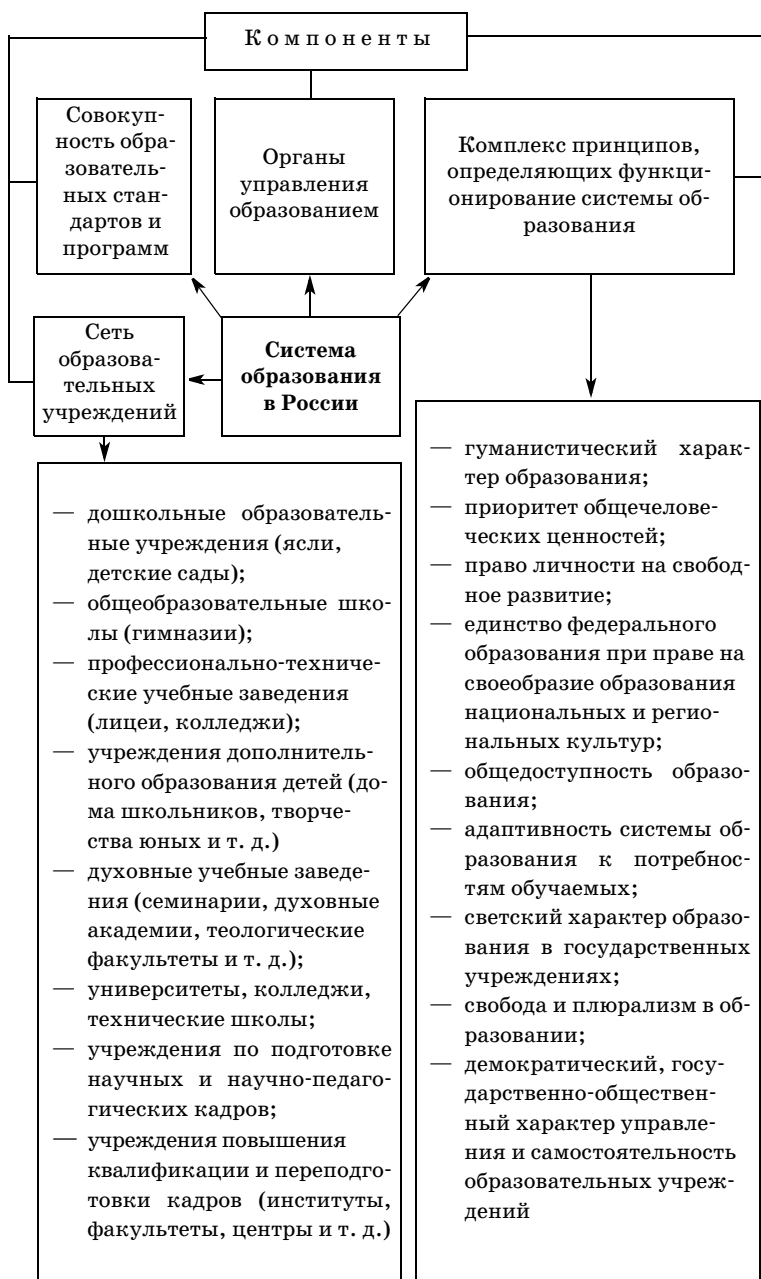 Компоненты
Совокуп-
ность обра-
зователь-
ных стан-
дартов и
программ
Органы
управления
образованием
Комплекс принципов,
определяющих функци-
онирование системы об-
разования
Сеть
образова-
тельных
учреждений
Система
образования
в России
— дошкольные образователь-
ные учреждения (ясли,
детские сады);
— общеобразовательные шко-
лы (гимназии);
— профессионально-техниче-
ские учебные заведения
(лицеи, колледжи);
— учреждения дополнитель-
ного образования детей (до-
ма школьников, творче-
ства юных и т. д.)
— духовные учебные заведе-
ния (семинарии, духовные
академии, теологические
факультеты и т. д.);
— университеты, колледжи,
технические школы;
— учреждения по подготовке
научных и научно-педаго-
гических кадров;
— учреждения повышения
квалификации и переподго-
товки кадров (институты,
факультеты, центры и т. д.)
— гуманистический харак-
тер образования;
— приоритет общечелове-
ческих ценностей;
— право личности на свобод-
ное развитие;
— единство федерального
образования при праве на
своеобразие образования
национальных и регио-
нальных культур;
— общедоступность образо-
вания;
— адаптивность системы об-
разования к потребнос-
тям обучаемых;
— светский характер образо-
вания в государственных
учреждениях;
— свобода и плюрализм в об-
разовании;
— демократический, госу-
дарственно-обществен-
ный характер управле-
ния и самостоятельность
образовательных учреж-
дений